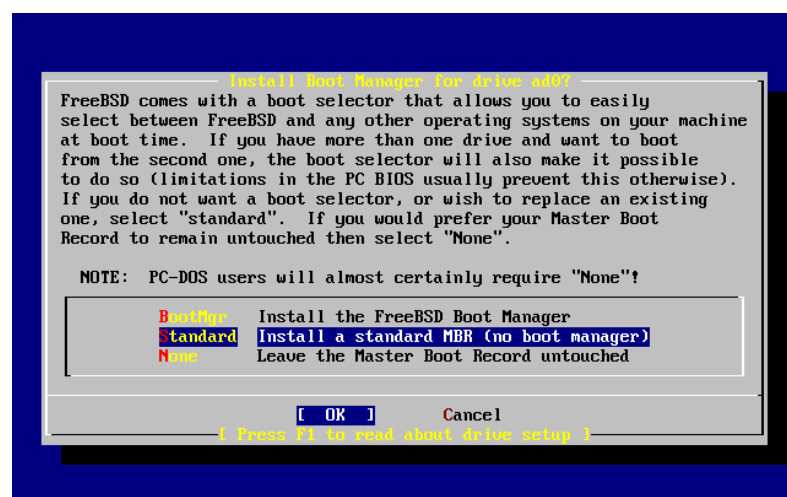 Install Boot Manager for drive ad0?
FreeBSD comes with a boot selector that allows you to easily
select between FreeBSD and any other operating systems on your machine
at boot time.  If you have more than one drive and want to boot
from the second one, the boot selector will also make it possible
to do so (limitations in the PC BIOS usually prevent this otherwise).
If you do not want a boot selector, or wish to replace an existing
one, select "standard".  If you would prefer your Master Boot
Record to remain untouched then select "None".
NOTE:  PC-DOS users will almost certainly require "None"!
BootMgr   Install the FreeBSD Boot Manager
Standard  Install a standard MBR (no boot manager)
None      Leave the Master Boot Record untouched
[  OK  ]     Cancel
[ Press F1 to read about drive setup ]